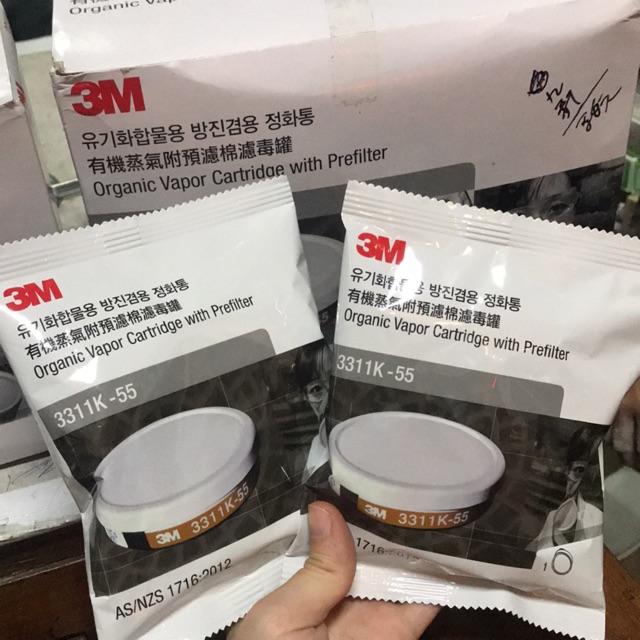 Organic Vapor
3M
유기화합물용 방진겸용 정화통
有機蒸氣附預濾棉濾毒罐
Organic Vapor Cartridge with Prefilter
3M
유기화합물용 방진겸용 정화통
有機蒸氣附預濾棉濾毒罐
Organic Vapor Cartridge with Prefilter
3311K-55
3M 3311K-55
AS/NZS 1716:2012
3M
유기화합물용 방진겸용 정화통
有機蒸氣附預濾棉濾毒罐
Organic Vapor Cartridge with Prefilter
3311K-55
3M 3311K-55
1716:2012
1